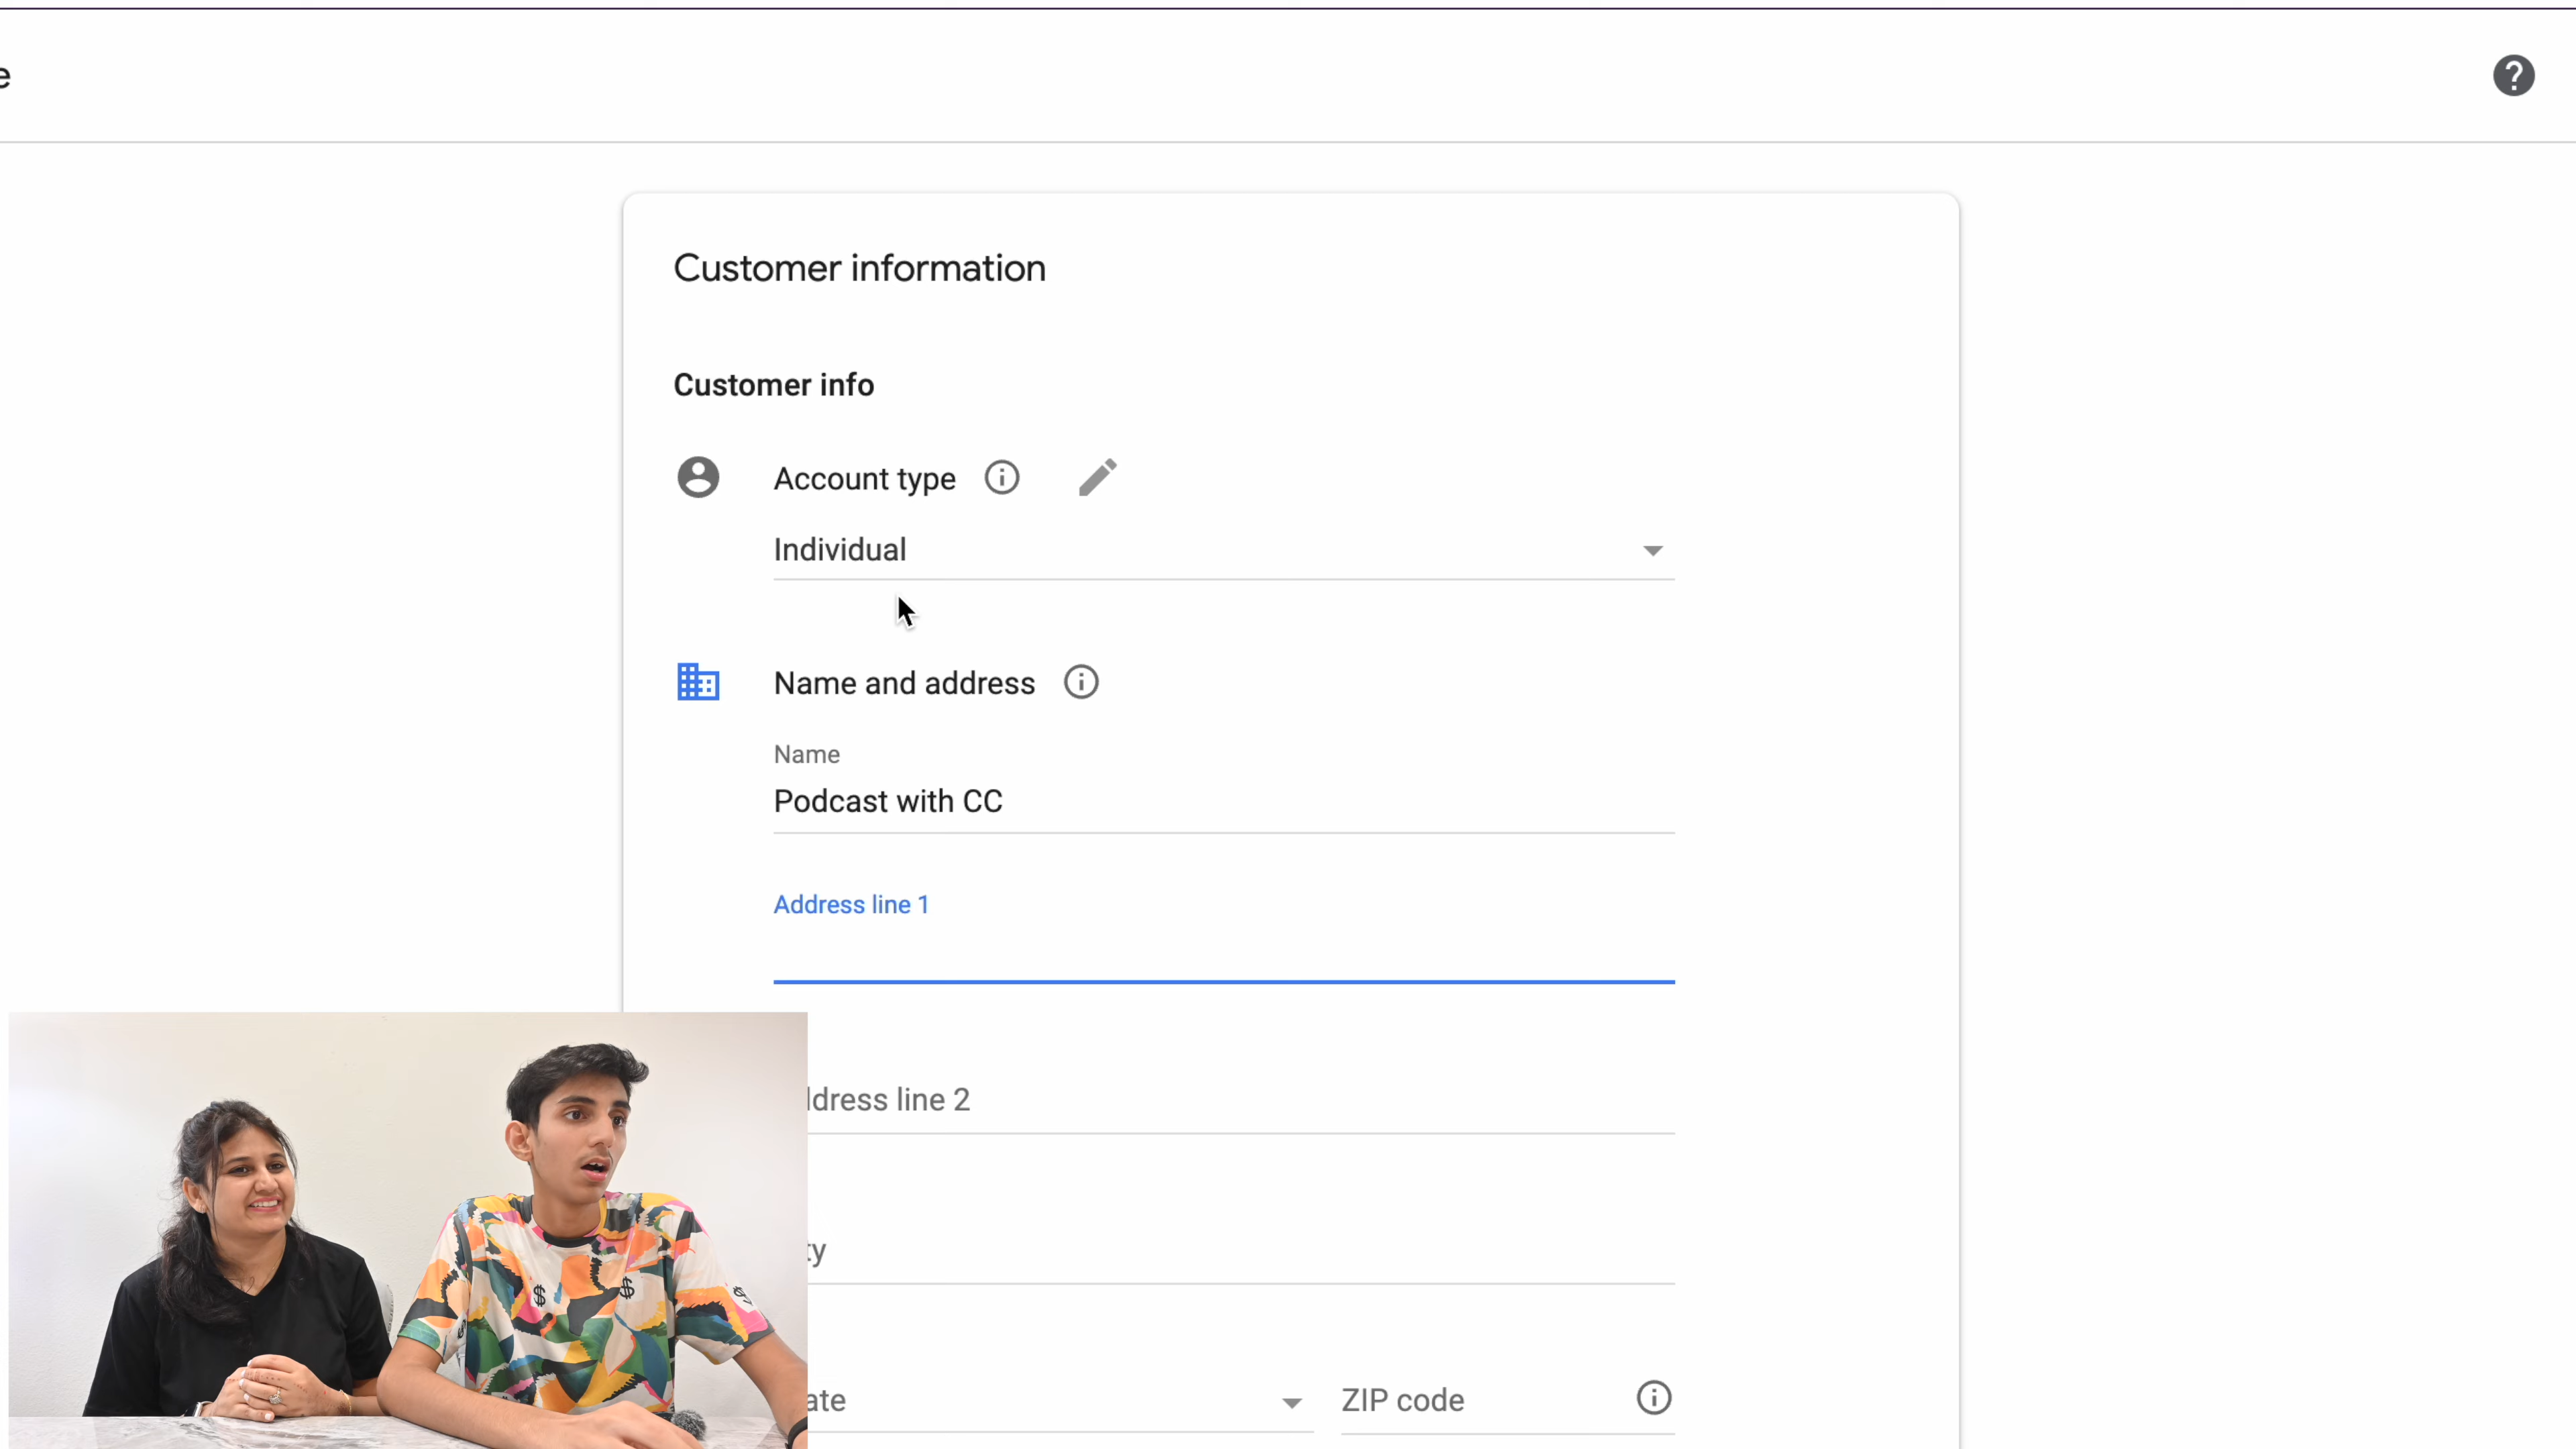 e
Customer information
Customer info
Account type
Individual
Name and address
Name
Podcast with CC
Address line 1
ldress line 2
ty
ate
ZIP code